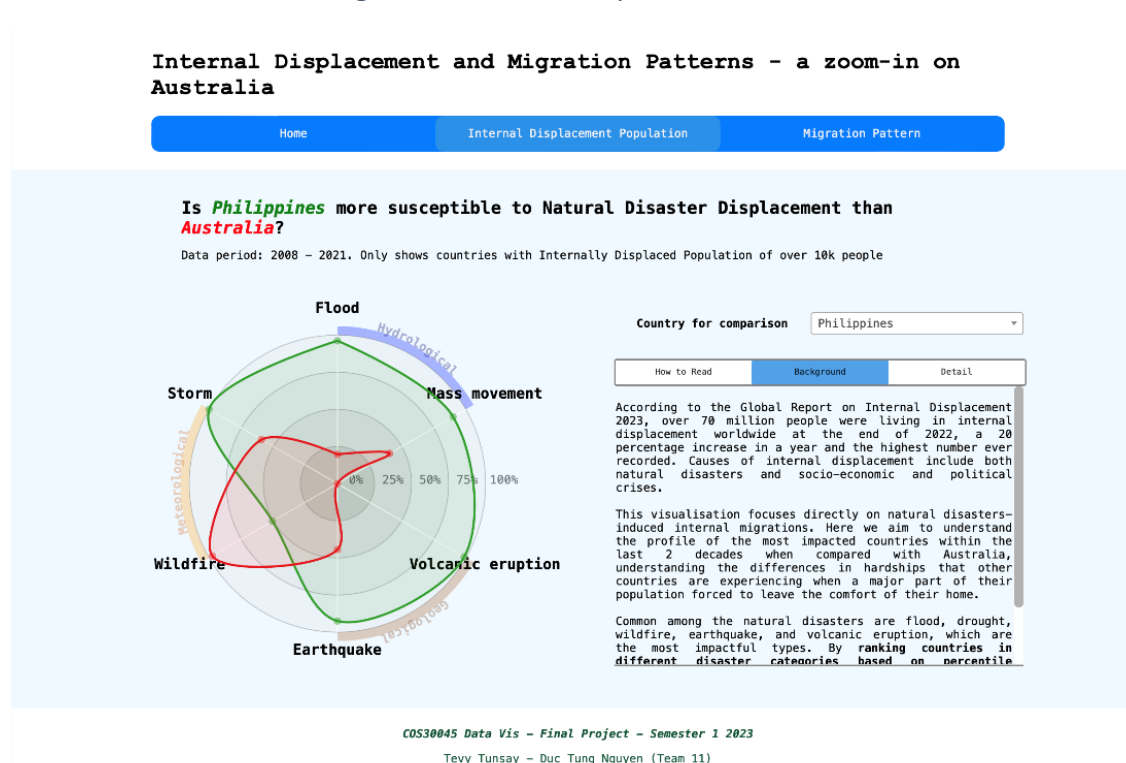 Internal Displacement and Migration Patterns - a zoom-in on
Australia
Home
Internal Displacement Population
Migration Pattern
Is Philippines more susceptible to Natural Disaster Displacement than
Australia?
Data period: 2008 - 2021. Only shows countries with Internally Displaced Population of over 10k people
Flood
Hydrological
Storm
Mass movement
Meteorological
0% 25% 50% 75% 100%
Wildfire
Volcanic eruption
Geological
Earthquake
Country for comparison
Philippines
How to Read
Background
Detail
According to the Global Report on Internal Displacement
2023, over 70 million people were living in internal
displacement worldwide at the end of 2022, a 20
percentage increase in a year and the highest number ever
recorded. Causes of internal displacement include both
natural disasters and socio-economic and political
crises.
This visualisation focuses directly on natural disasters-
induced internal migrations. Here we aim to understand
the profile of the most impacted countries within the
last 2 decades when compared with Australia,
understanding the differences in hardships that other
countries are experiencing when a major part of their
population forced to leave the comfort of their home.
Common among the natural disasters are flood, drought,
wildfire, earthquake, and volcanic eruption, which are
the most impactful types. By ranking countries in
different disaster categories based on percentile
COS30045 Data Vis - Final Project - Semester 1 2023
Tevy Tunsay - Duc Tung Nguyen (Team 11)